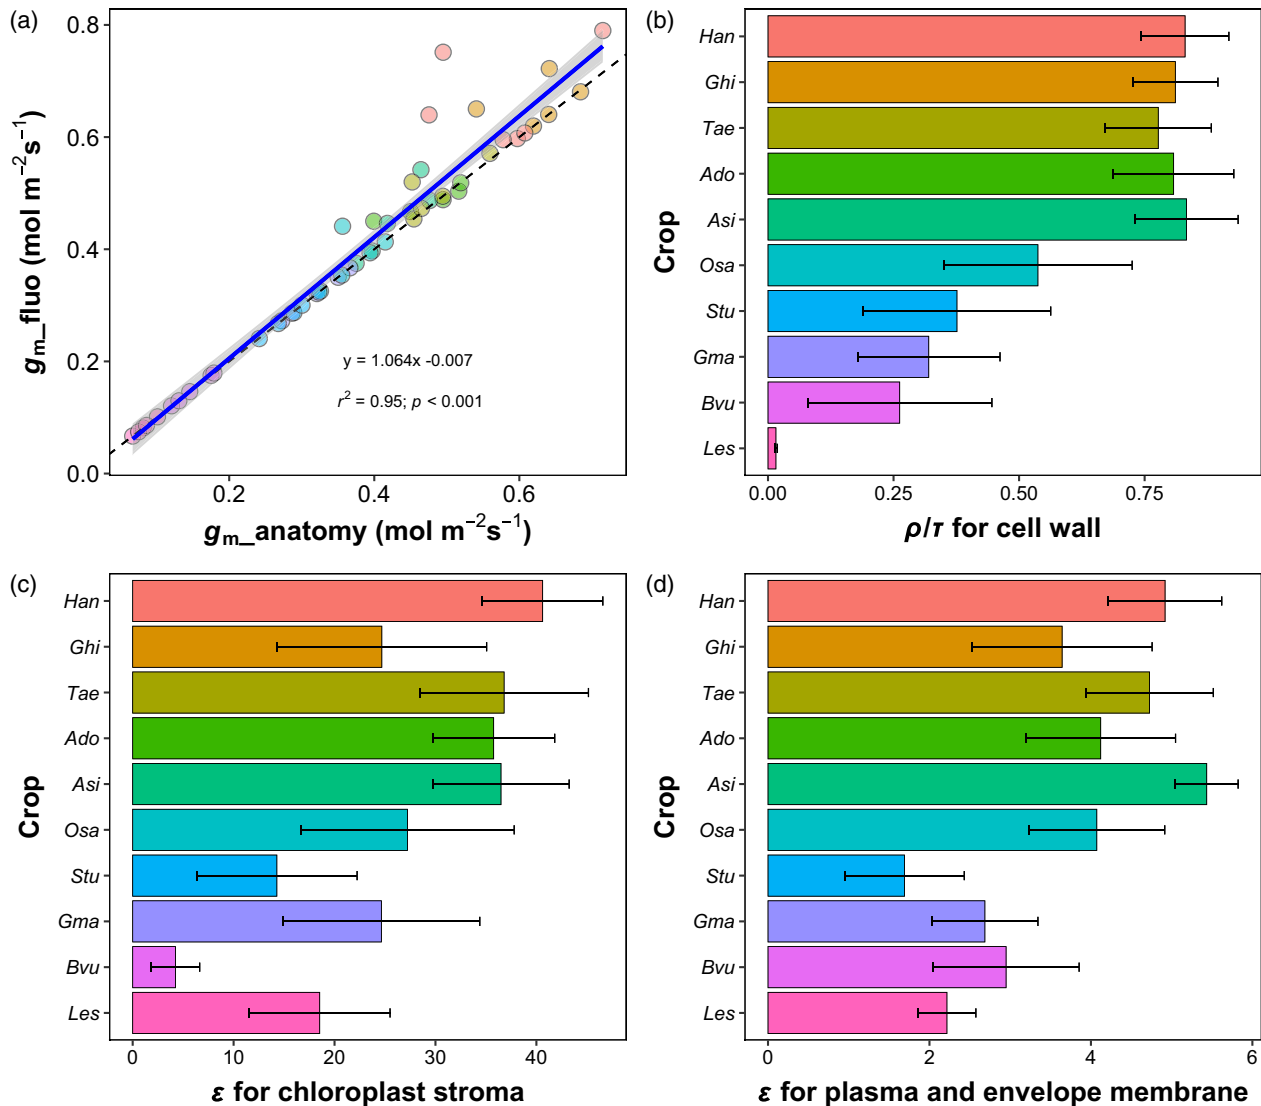 (a)
g_m_fluo (mol m⁻²s⁻¹)
0.8
0.6
0.4
0.2
0.0
y = 1.064x -0.007
r² = 0.95; p < 0.001
0.2 0.4 0.6
g_m_anatomy (mol m⁻²s⁻¹)
(b)
Crop
Han
Ghi
Tae
Ado
Asi
Osa
Stu
Gma
Bvu
Les
0.00 0.25 0.50 0.75
ρ/τ for cell wall
(c)
Crop
Han
Ghi
Tae
Ado
Asi
Osa
Stu
Gma
Bvu
Les
0 10 20 30 40
ε for chloroplast stroma
(d)
Crop
Han
Ghi
Tae
Ado
Asi
Osa
Stu
Gma
Bvu
Les
0 2 4 6
ε for plasma and envelope membrane